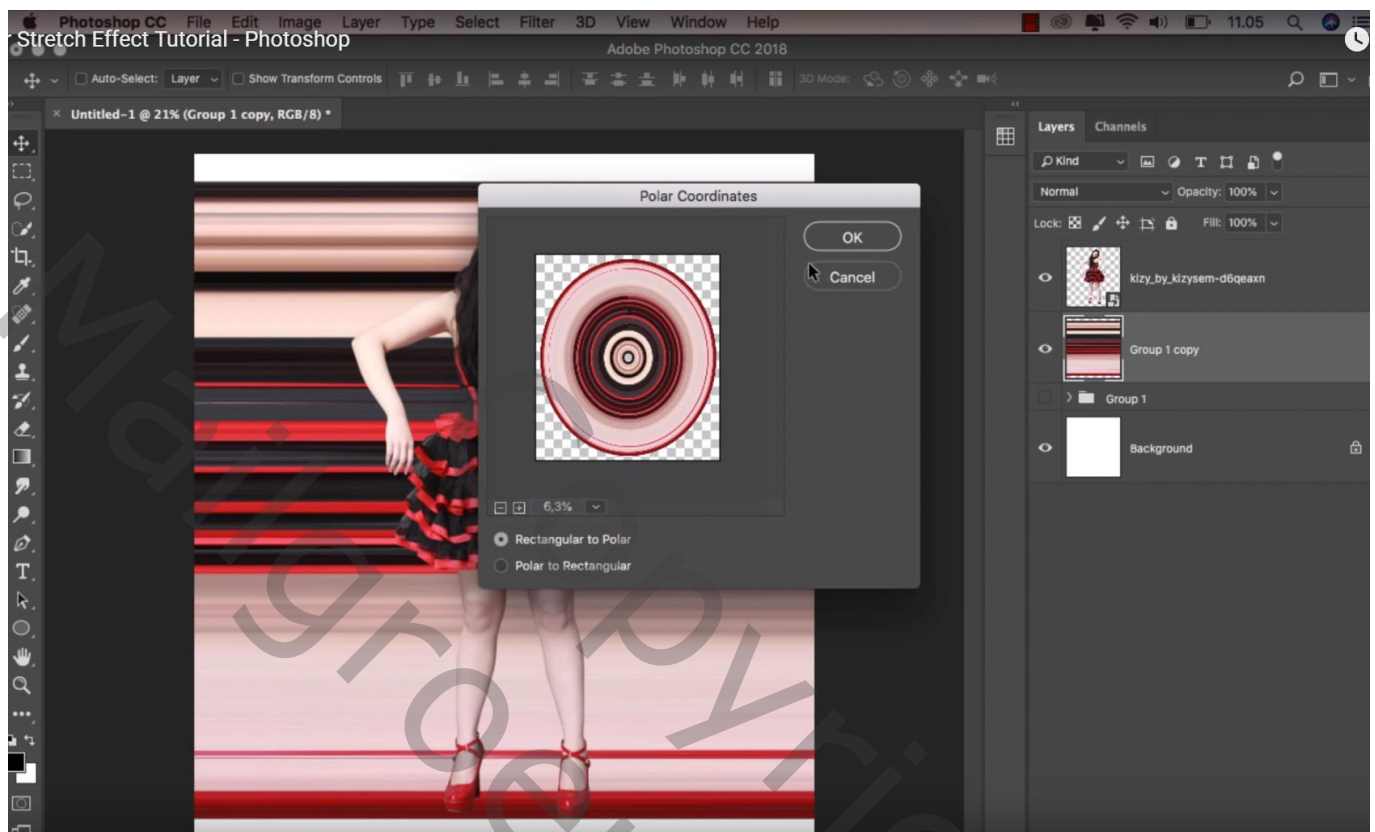 Photoshop CC File Edit Image Layer Type Select Filter 3D View Window Help 11.05
Stretch Effect Tutorial - Photoshop
Adobe Photoshop CC 2018
Auto-Select: Layer Show Transform Controls 3D Mode:
Untitled-1 @ 21% (Group 1 copy, RGB/8) *
Layers Channels
Kind
Normal Opacity: 100%
Lock: Fill: 100%
kizy_by_kizysem-d6qeaxn
Group 1 copy
Group 1
Background
Polar Coordinates
OK
Cancel
6,3%
Rectangular to Polar
Polar to Rectangular